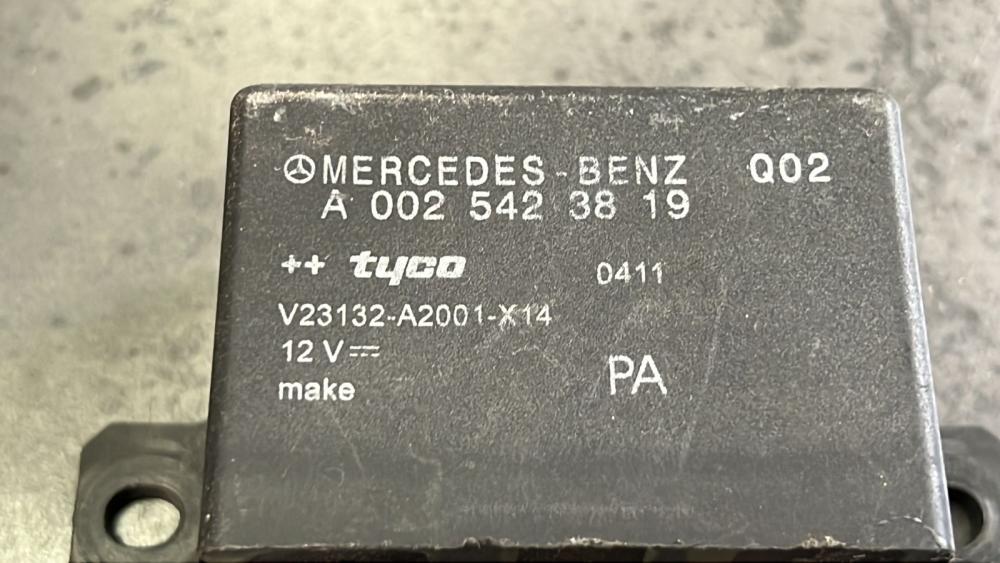 MERCEDES-BENZ Q02
A 002 542 38 19
++ tyco 0411
V23132-A2001-X14
12 V
make PA